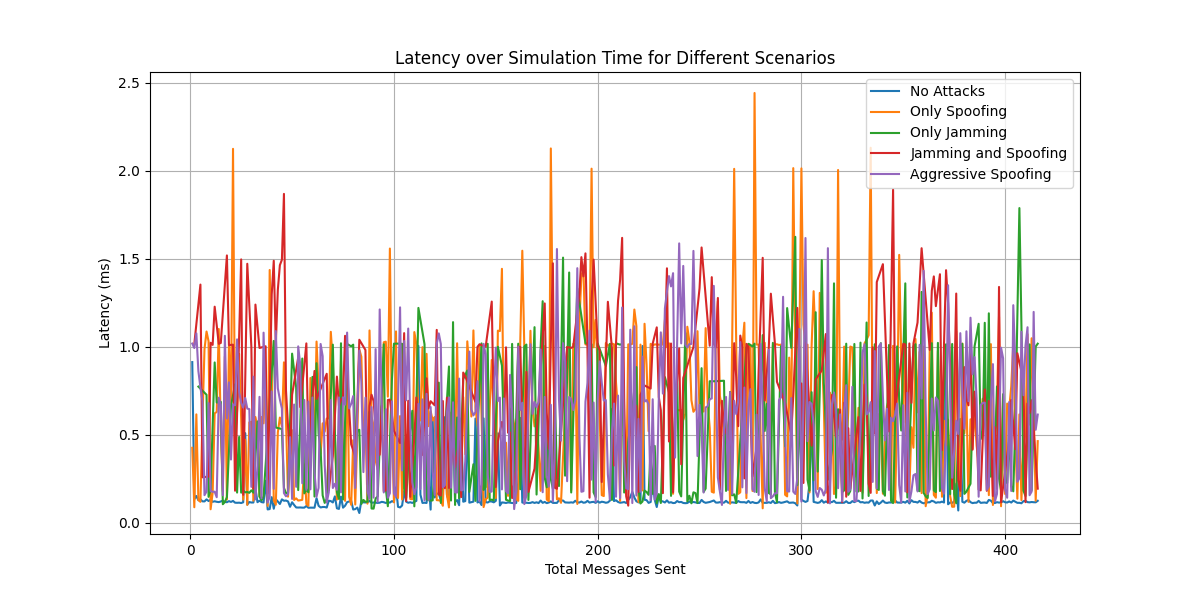 Latency over Simulation Time for Different Scenarios
2.5
2.0
1.5
1.0
0.5
0.0
Latency (ms)
No Attacks
Only Spoofing
Only Jamming
Jamming and Spoofing
Aggressive Spoofing
0 100 200 300 400
Total Messages Sent